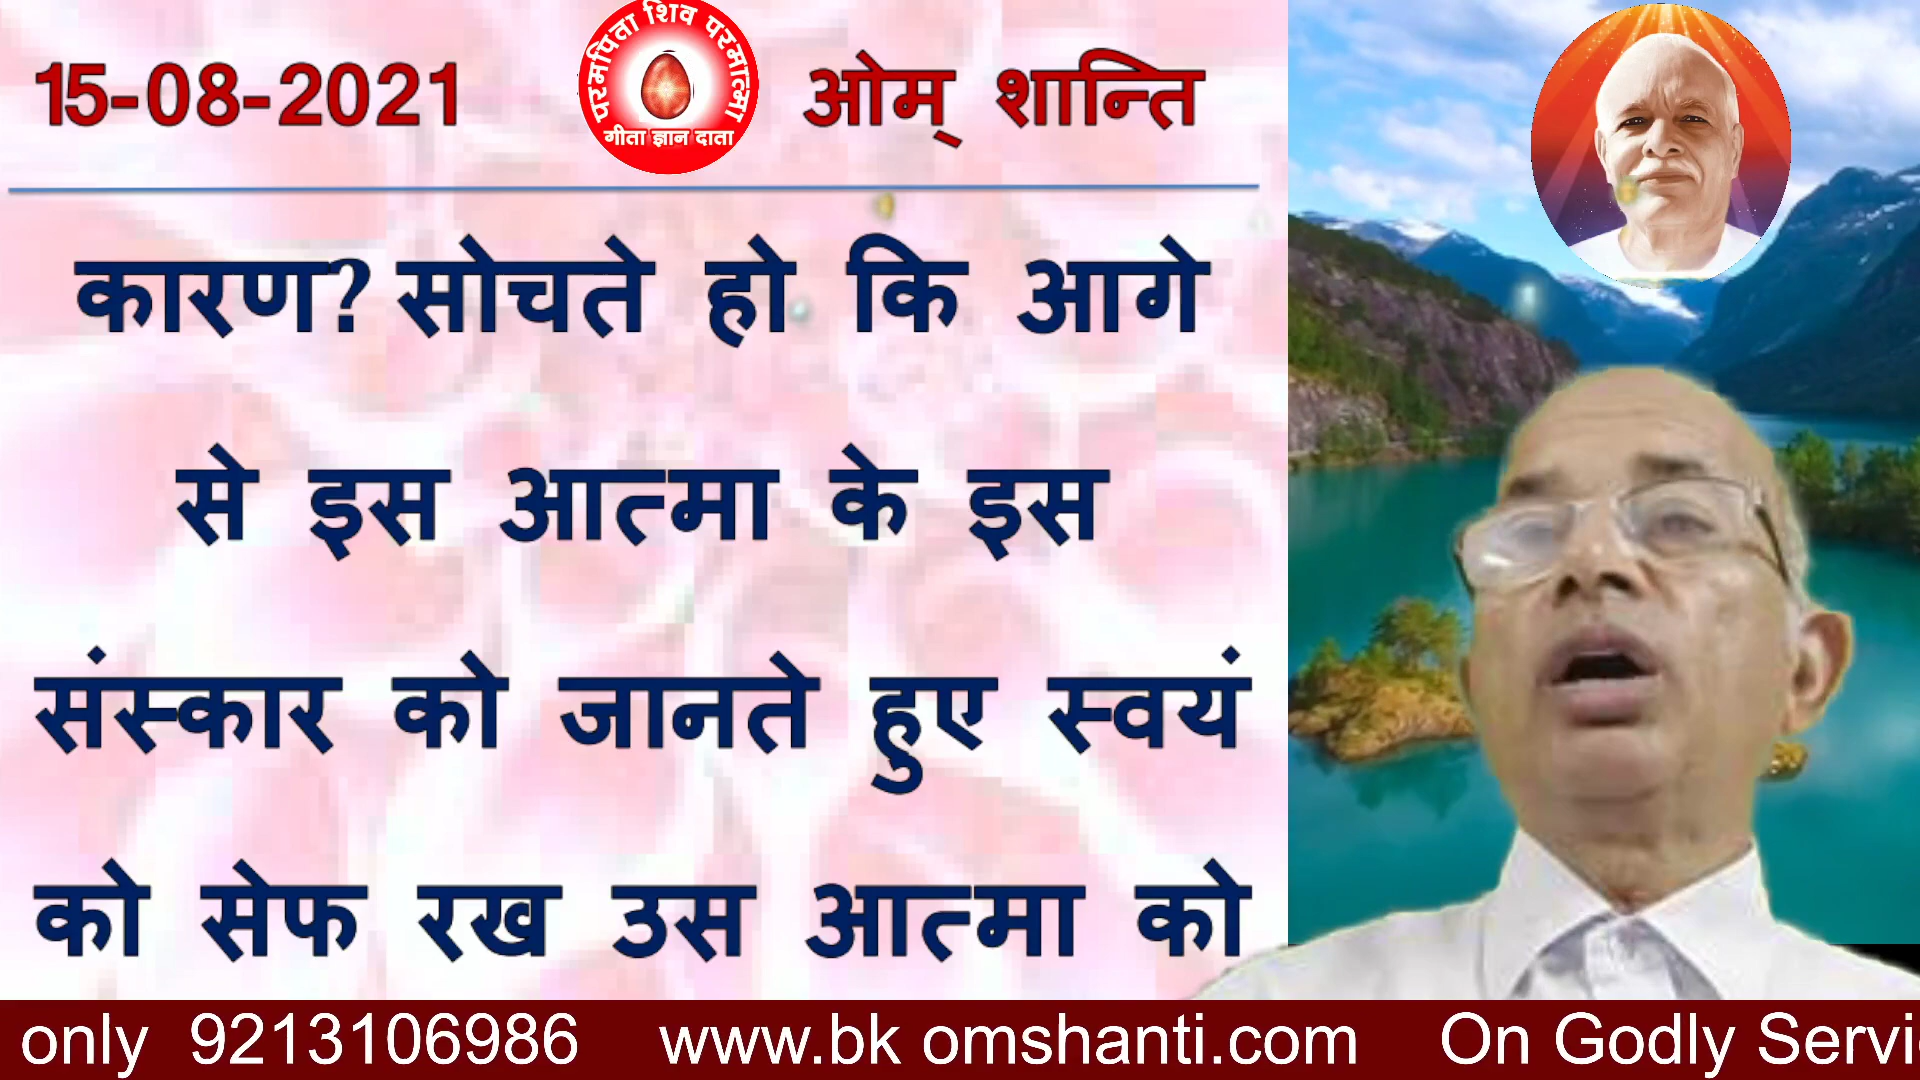 15-08-2021
परमपिता शिव परमात्मा
गीता ज्ञान दाता
ओम् शान्ति
कारण? सोचते हो कि आगे
से इस आत्मा के इस
संस्कार को जानते हुए स्वयं
को सेफ रख उस आत्मा को
only 9213106986 www.bk omshanti.com On Godly Servi